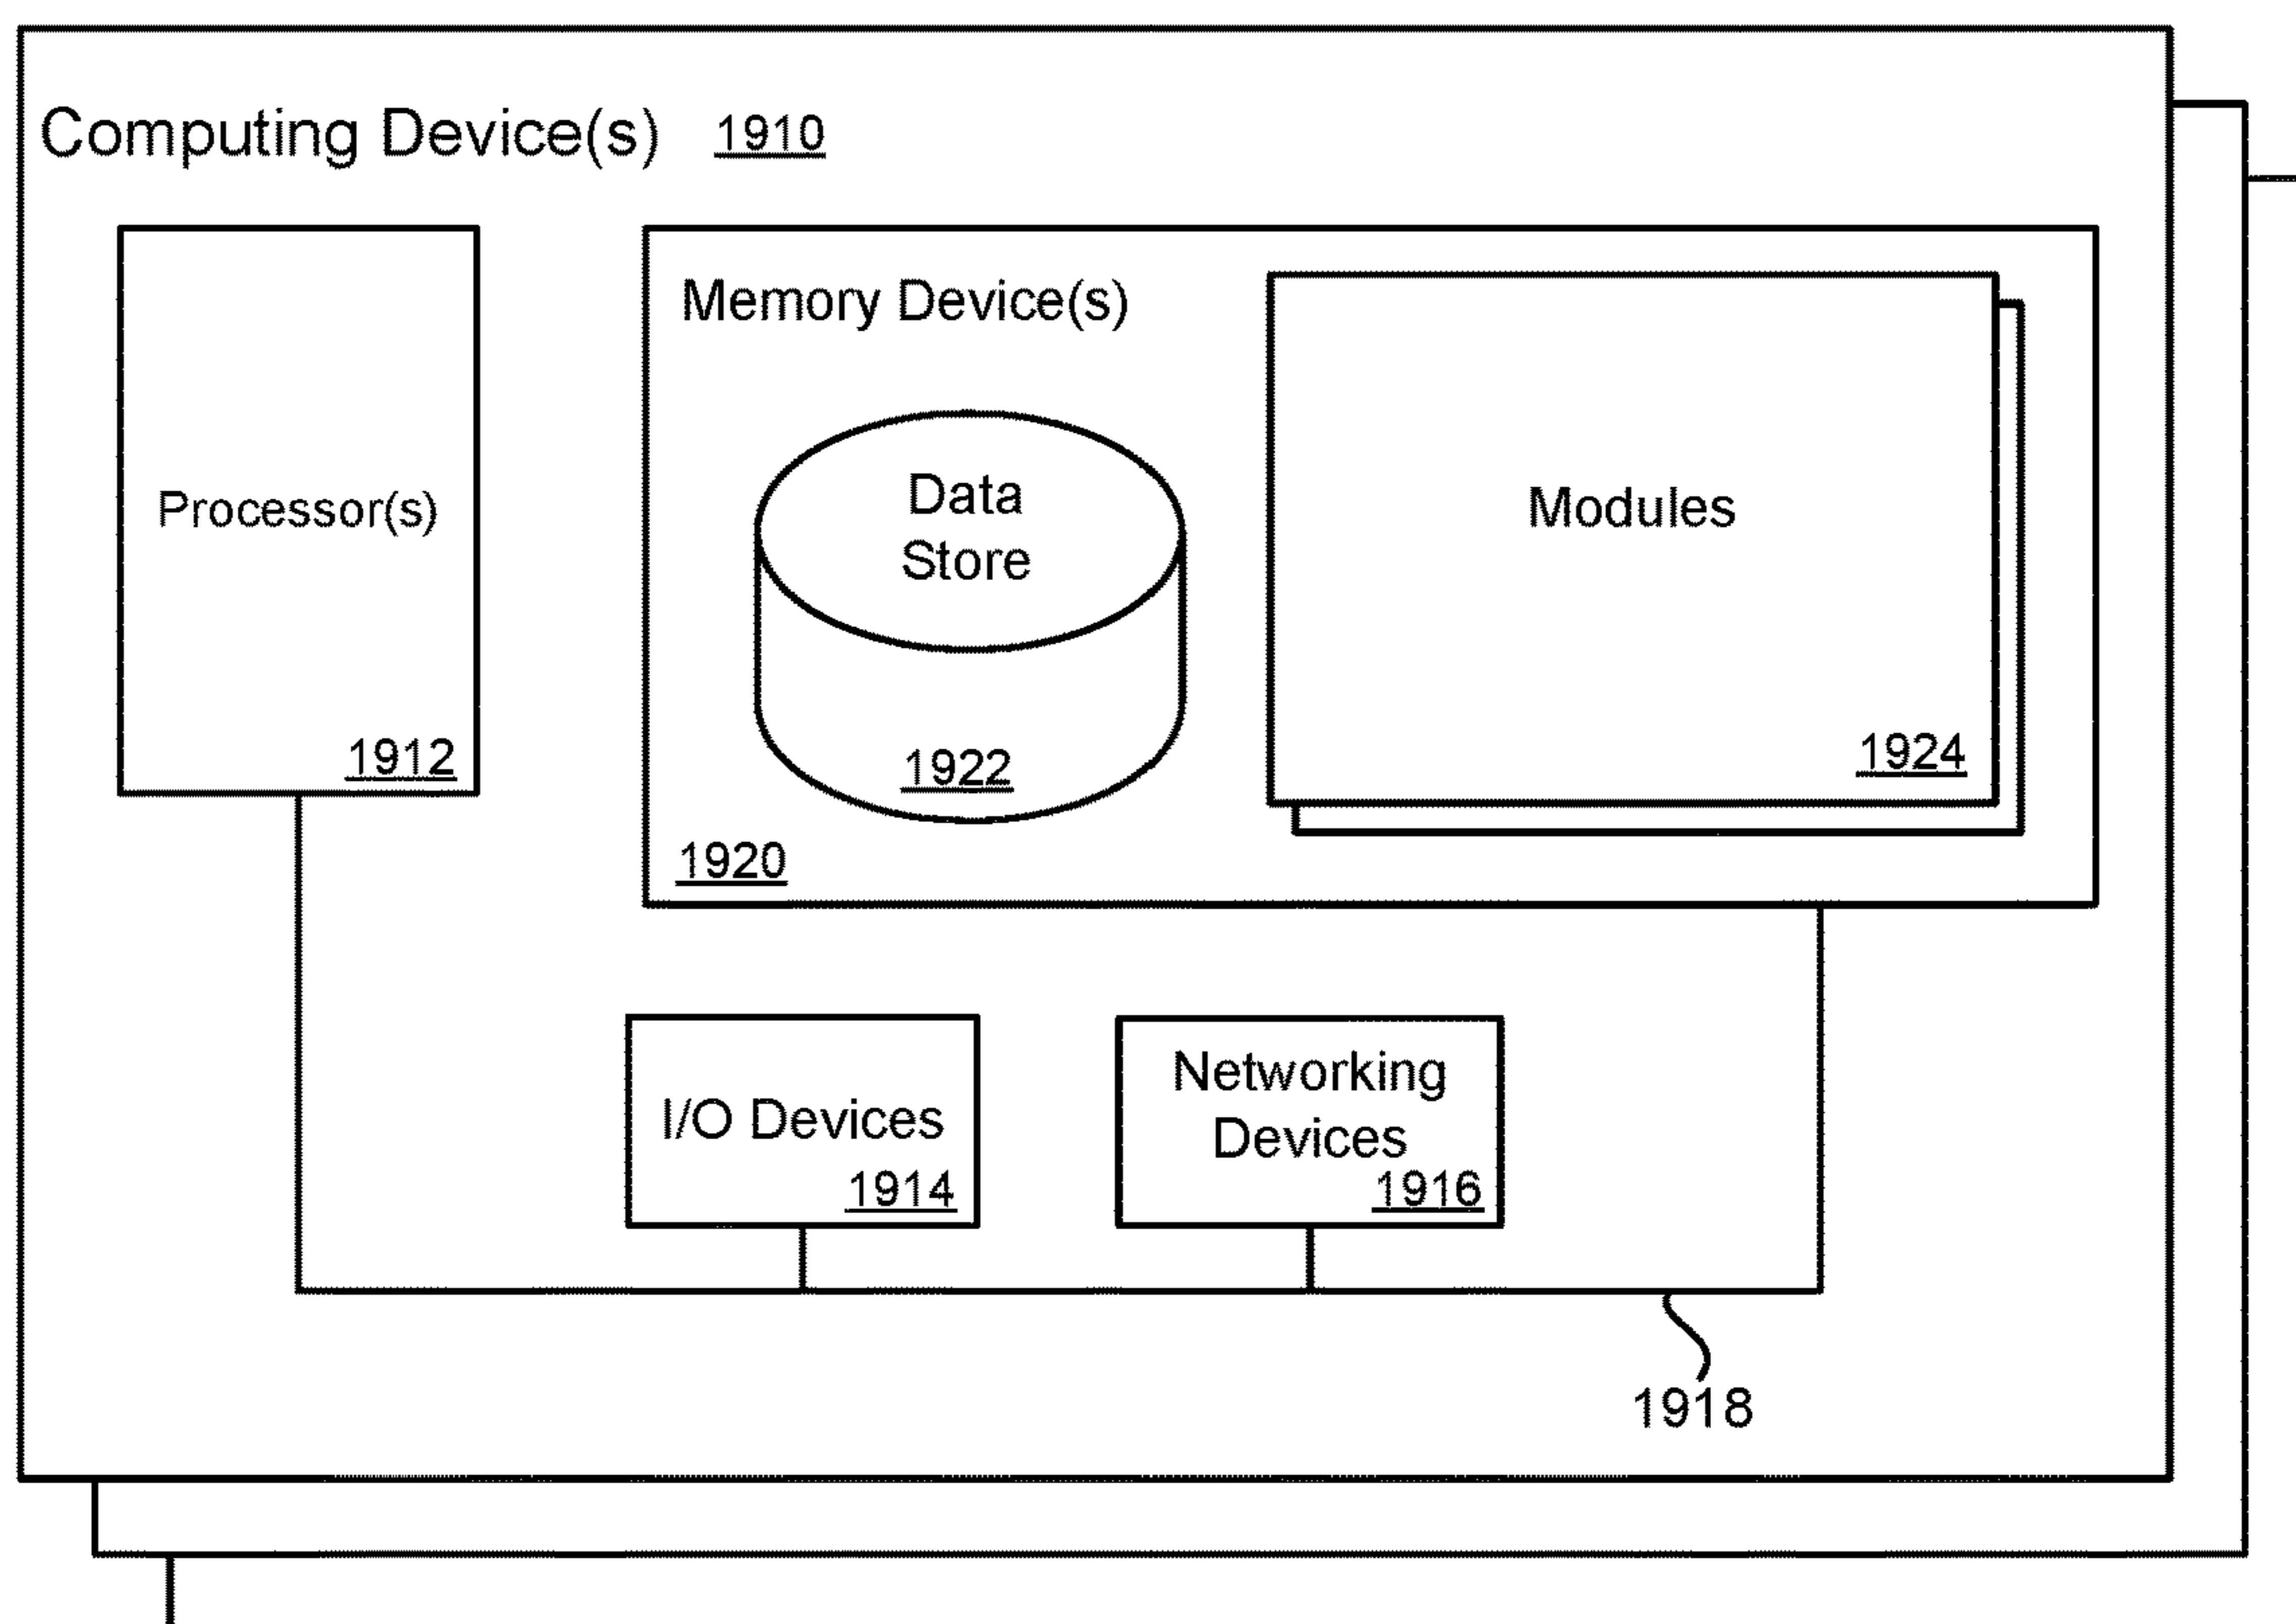 Computing Device(s) 1910
Processor(s)
1912
Memory Device(s)
Data
Store
1922
Modules
1924
1920
I/O Devices
1914
Networking
Devices
1916
1918